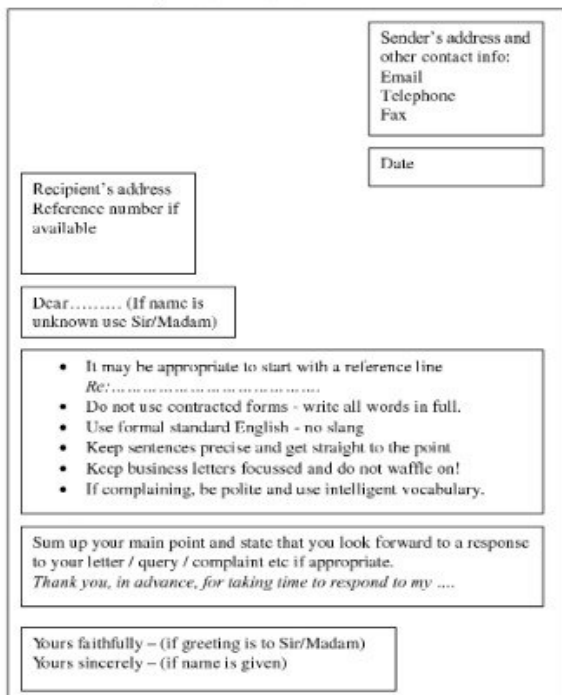 Sender's address and
other contact info:
Email
Telephone
Fax
Date
Recipient's address
Reference number if
available
Dear……… (If name is
unknown use Sir/Madam)
• It may be appropriate to start with a reference line
Re:………………………………….
• Do not use contracted forms - write all words in full.
• Use formal standard English - no slang
• Keep sentences precise and get straight to the point
• Keep business letters focussed and do not waffle on!
• If complaining, be polite and use intelligent vocabulary.
Sum up your main point and state that you look forward to a response
to your letter / query / complaint etc if appropriate.
Thank you, in advance, for taking time to respond to my ….
Yours faithfully – (if greeting is to Sir/Madam)
Yours sincerely – (if name is given)